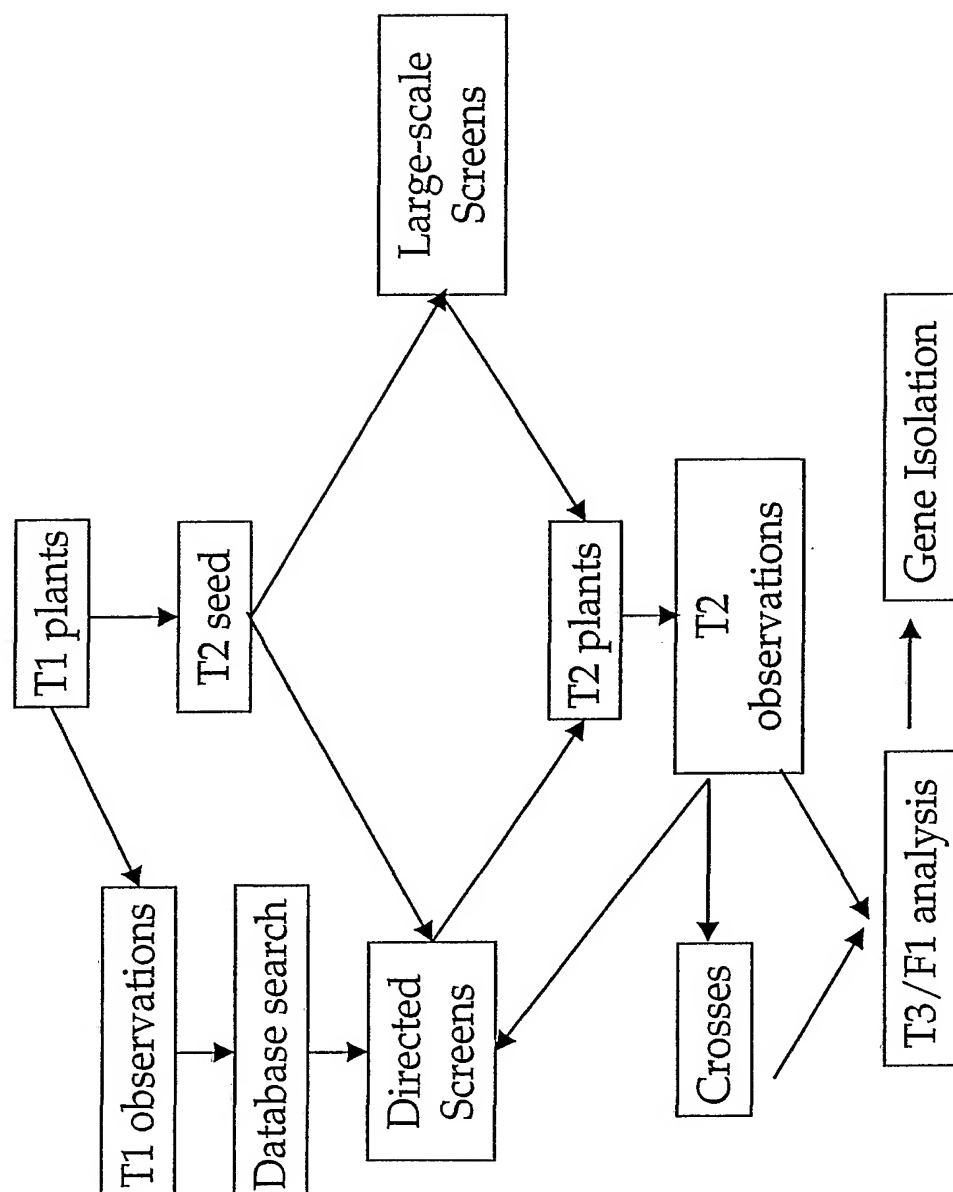 T1 plants
T1 observations
T2 seed
Database search
Directed
Screens
Large-scale
Screens
T2 plants
T2
observations
Crosses
T3/F1 analysis
Gene Isolation